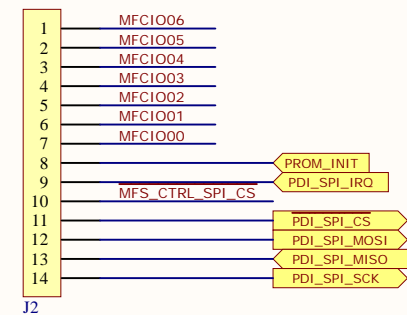 1 MFCIO06
2 MFCIO05
3 MFCIO04
4 MFCIO03
5 MFCIO02
6 MFCIO01
7 MFCIO00
8 PROM_INIT
9 PDI_SPI_IRQ
10 MFS_CTRL_SPI_CS
11 PDI_SPI_CS
12 PDI_SPI_MOSI
13 PDI_SPI_MISO
14 PDI_SPI_SCK
J2